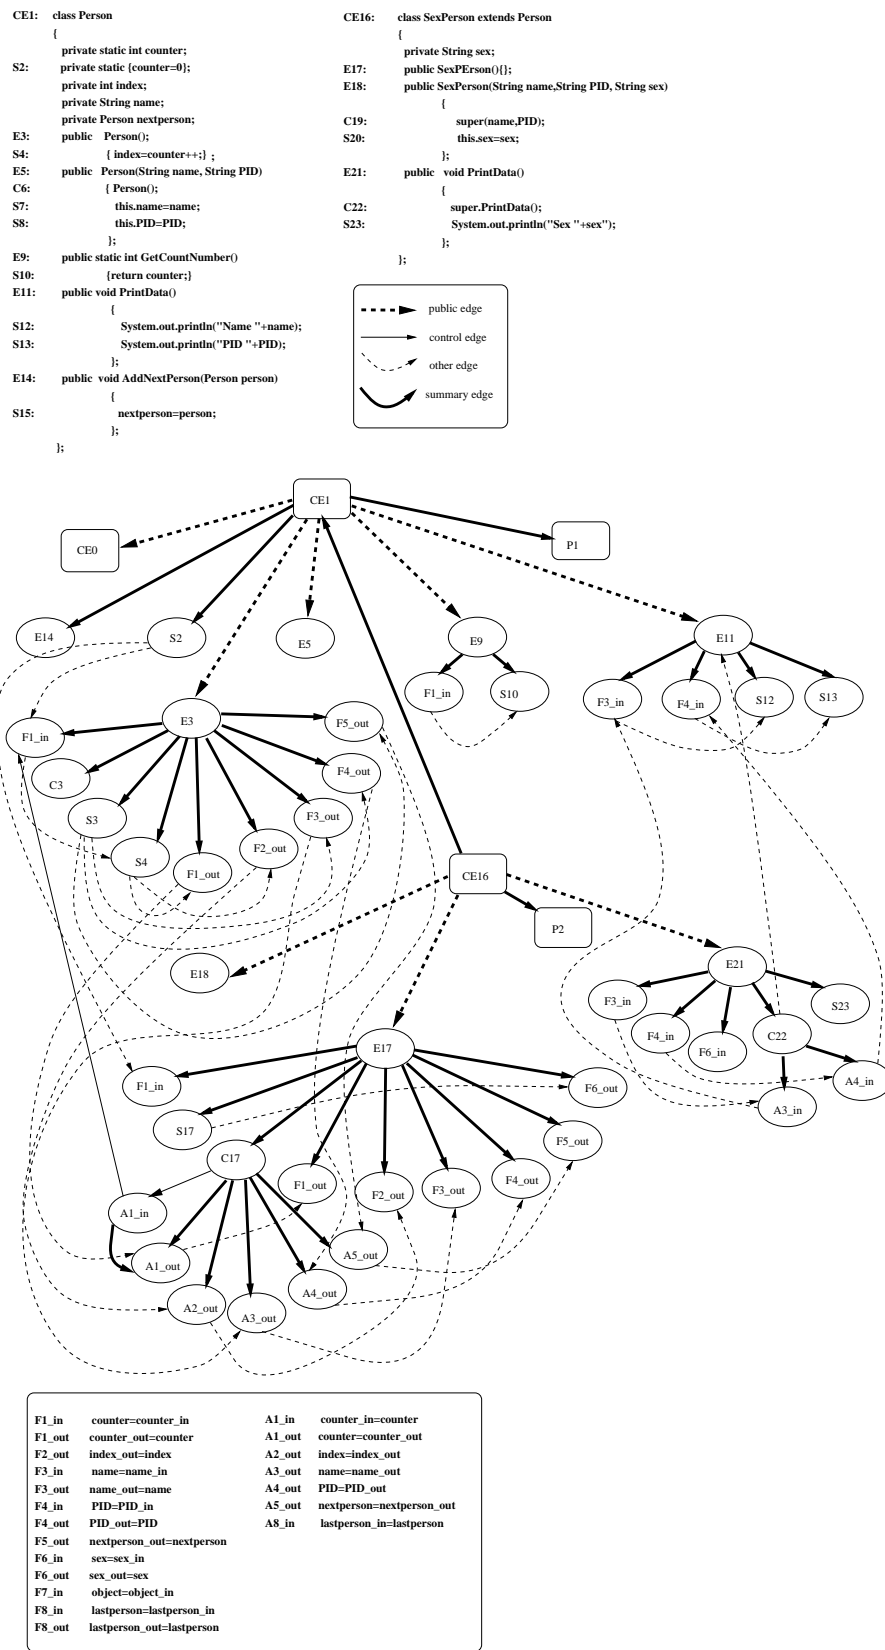 CE1: class Person
{
private static int counter;
S2: private static {counter=0};
private int index;
private String name;
private Person nextperson;
E3: public Person();
S4: { index=counter++;} ;
E5: public Person(String name, String PID)
C6: { Person();
S7: this.name=name;
S8: this.PID=PID;
};
E9: public static int GetCountNumber()
S10: {return counter;}
E11: public void PrintData()
{
S12: System.out.println("Name "+name);
S13: System.out.println("PID "+PID);
};
E14: public void AddNextPerson(Person person)
{
S15: nextperson=person;
};
};
CE16: class SexPerson extends Person
{
private String sex;
E17: public SexPErson(){};
E18: public SexPerson(String name,String PID, String sex)
{
C19: super(name,PID);
S20: this.sex=sex;
};
E21: public void PrintData()
{
C22: super.PrintData();
S23: System.out.println("Sex "+sex");
};
};
public edge
control edge
other edge
summary edge
CE1
CE0
P1
E14
S2
E5
E9
E11
F1_in
S10
F3_in
F4_in
S12
S13
E3
F5_out
F1_in
C3
F4_out
S3
F3_out
S4
F1_out
F2_out
CE16
P2
E18
E21
F3_in
F4_in
F6_in
C22
S23
A3_in
A4_in
E17
F1_in
F6_out
S17
F5_out
C17
F1_out
F2_out
F3_out
F4_out
A1_in
A1_out
A5_out
A2_out
A3_out
A4_out
F1_in counter=counter_in
F1_out counter_out=counter
F2_out index_out=index
F3_in name=name_in
F3_out name_out=name
F4_in PID=PID_in
F4_out PID_out=PID
F5_out nextperson_out=nextperson
F6_in sex=sex_in
F6_out sex_out=sex
F7_in object=object_in
F8_in lastperson=lastperson_in
F8_out lastperson_out=lastperson
A1_in counter_in=counter
A1_out counter=counter_out
A2_out index=index_out
A3_out name=name_out
A4_out PID=PID_out
A5_out nextperson=nextperson_out
A8_in lastperson_in=lastperson